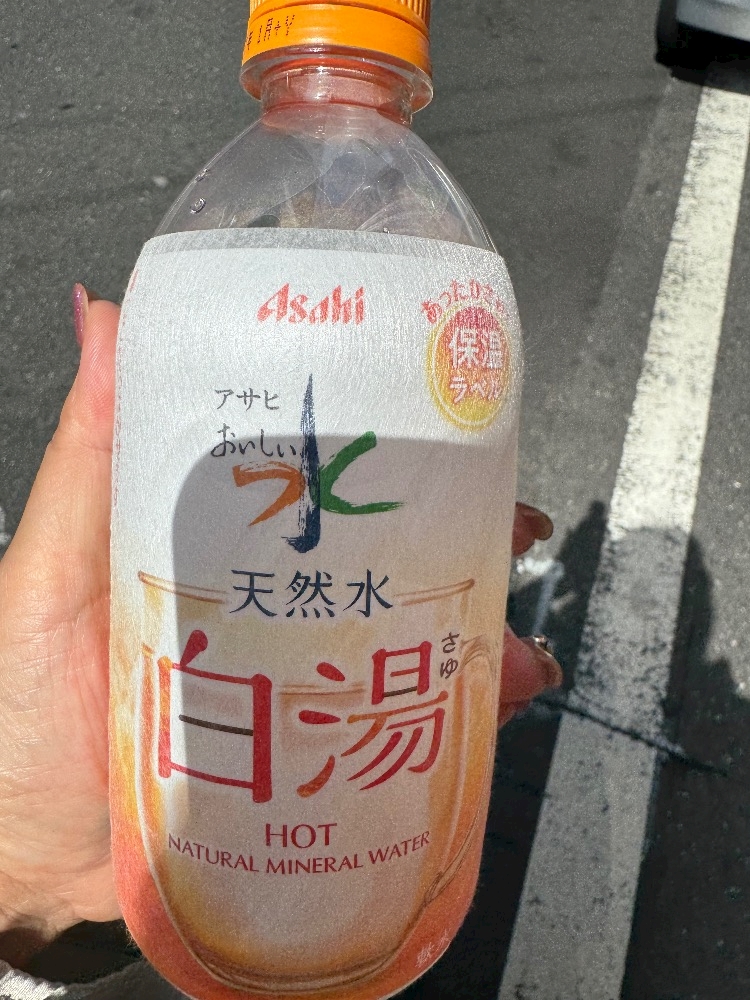 Asahi
あったかさ
保温
ラベル
アサヒ
おいしい
水
天然水
白湯
さゆ
HOT
NATURAL MINERAL WATER